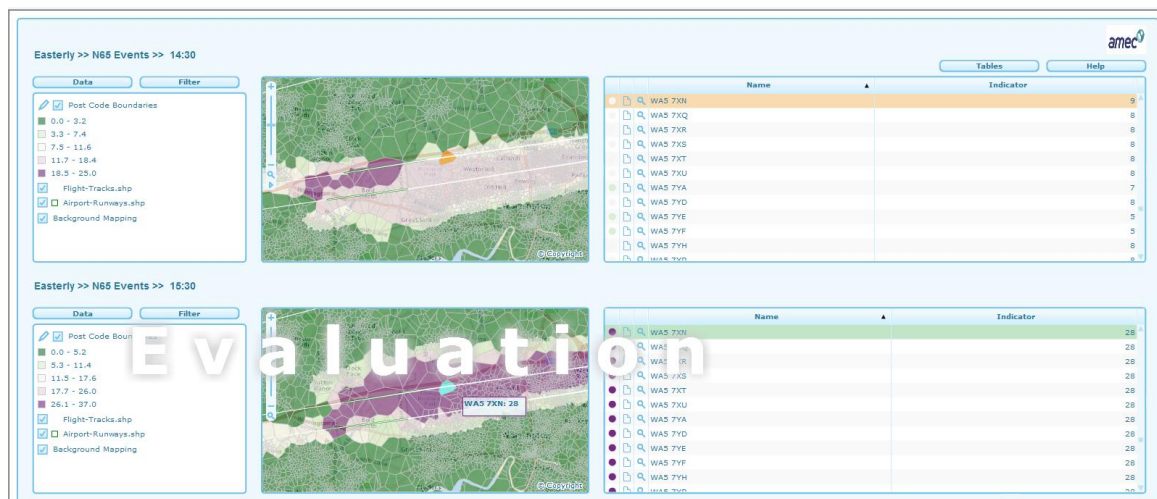 amec
Easterly >> N65 Events >> 14:30
Tables Help
Data Filter
Post Code Boundaries
0.0 - 3.2
3.3 - 7.4
7.5 - 11.6
11.7 - 18.4
18.5 - 25.0
Flight-Tracks.shp
Airport-Runways.shp
Background Mapping
© Copyright
Name Indicator
WA5 7XN 9
WA5 7XQ 8
WA5 7XR 8
WA5 7XS 8
WA5 7XT 8
WA5 7XU 8
WA5 7YA 7
WA5 7YD 8
WA5 7YE 5
WA5 7YF 5
WA5 7YH 8
Easterly >> N65 Events >> 15:30
Data Filter
Post Code Boundaries
0.0 - 5.2
5.3 - 11.4
11.5 - 17.6
17.7 - 26.0
26.1 - 37.0
Flight-Tracks.shp
Airport-Runways.shp
Background Mapping
Evaluation
WA5 7XN: 28
© Copyright
Name Indicator
WA5 7XN 28
WA5 28
28
WA5 7XS 28
WA5 7XT 28
WA5 7XU 28
WA5 7YA 28
WA5 7YD 28
WA5 7YE 28
WA5 7YF 28
WA5 7YH 28